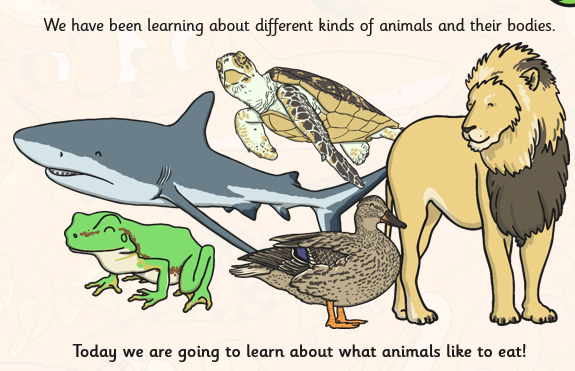 We have been learning about different kinds of animals and their bodies.
Today we are going to learn about what animals like to eat!